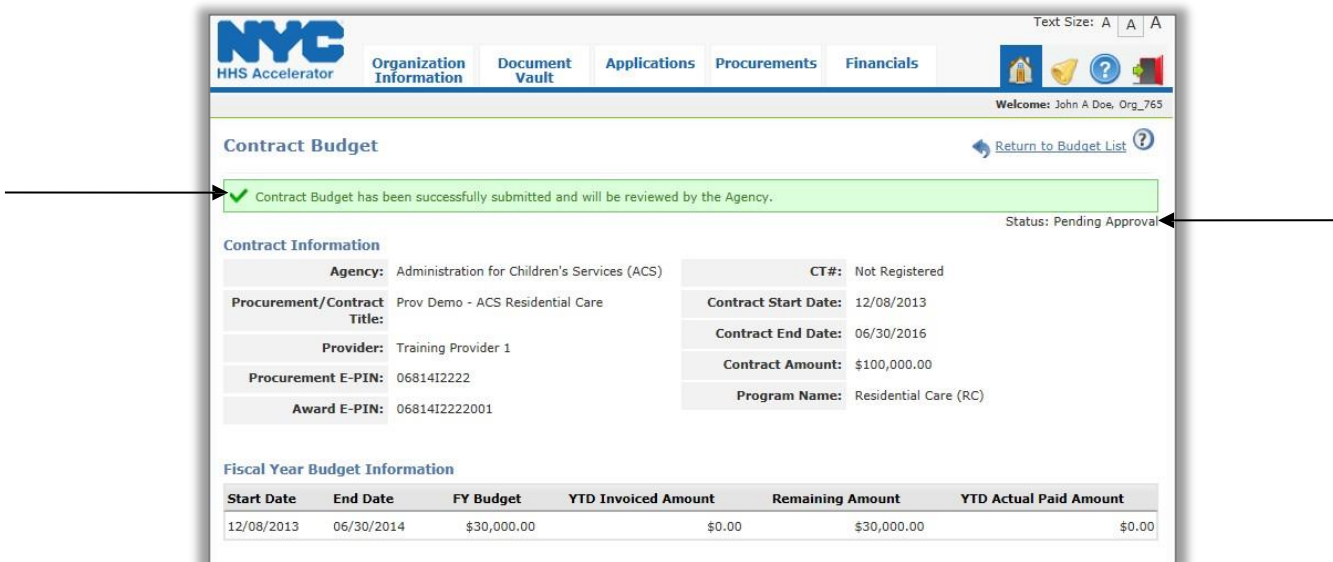 Text Size: A A A
NYC
HHS Accelerator
Organization Information
Document Vault
Applications
Procurements
Financials
Welcome: John A Doe, Org_765
Contract Budget
Return to Budget List
Contract Budget has been successfully submitted and will be reviewed by the Agency.
Status: Pending Approval
Contract Information
Agency: Administration for Children's Services (ACS)
CT#: Not Registered
Procurement/Contract Title: Prov Demo - ACS Residential Care
Contract Start Date: 12/08/2013
Provider: Training Provider 1
Contract End Date: 06/30/2016
Procurement E-PIN: 06814I2222
Contract Amount: $100,000.00
Award E-PIN: 06814I2222001
Program Name: Residential Care (RC)
Fiscal Year Budget Information
Start Date End Date FY Budget YTD Invoiced Amount Remaining Amount YTD Actual Paid Amount
12/08/2013 06/30/2014 $30,000.00 $0.00 $30,000.00 $0.00